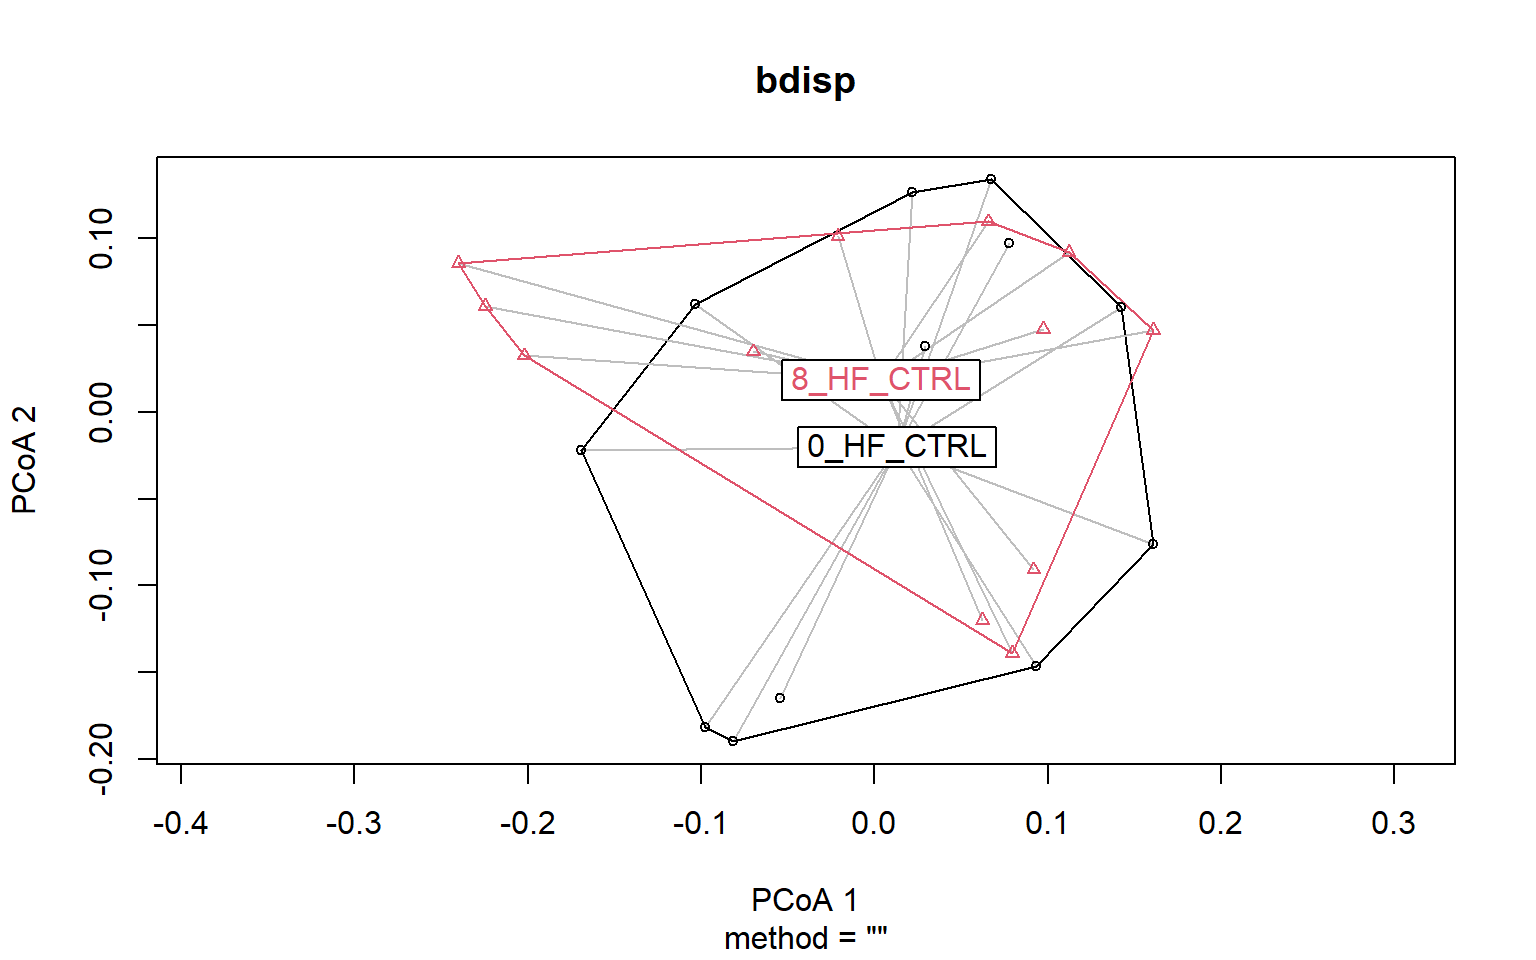 bdisp
PCoA 2
0.10
0.00
-0.10
-0.20
8_HF_CTRL
0_HF_CTRL
-0.4 -0.3 -0.2 -0.1 0.0 0.1 0.2 0.3
PCoA 1
method = ""